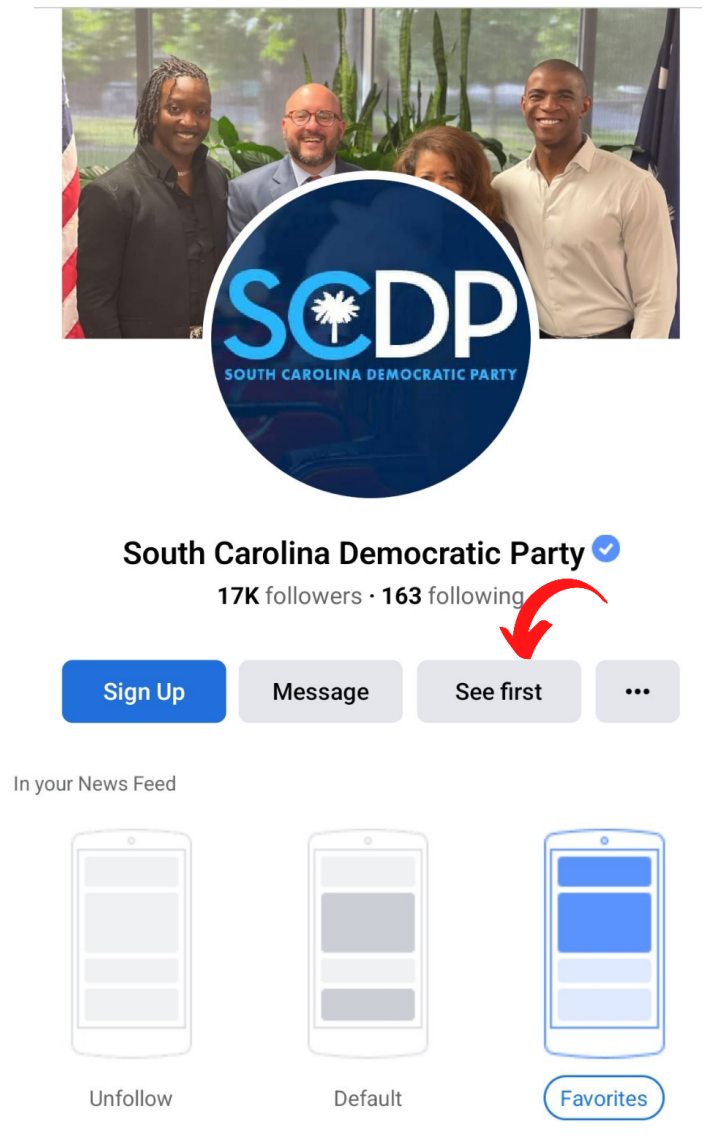 SCDP
SOUTH CAROLINA DEMOCRATIC PARTY
South Carolina Democratic Party
17K followers · 163 following
Sign Up Message See first •••
In your News Feed
Unfollow Default Favorites